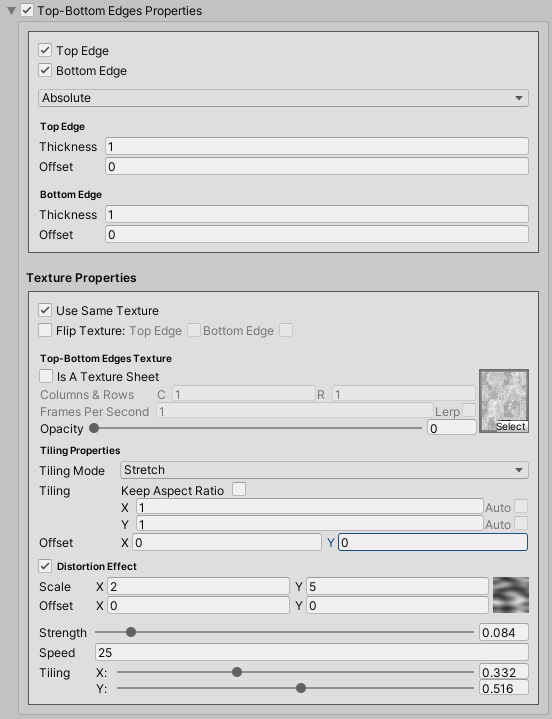 Top-Bottom Edges Properties
Top Edge
Bottom Edge
Absolute
Top Edge
Thickness 1
Offset 0
Bottom Edge
Thickness 1
Offset 0
Texture Properties
Use Same Texture
Flip Texture: Top Edge Bottom Edge
Top-Bottom Edges Texture
Is A Texture Sheet
Columns & Rows C 1 R 1
Frames Per Second 1 Lerp
Opacity 0 Select
Tiling Properties
Tiling Mode Stretch
Tiling Keep Aspect Ratio
X 1 Auto
Y 1 Auto
Offset X 0 Y 0
Distortion Effect
Scale X 2 Y 5
Offset X 0 Y 0
Strength 0.084
Speed 25
Tiling X: 0.332
Y: 0.516